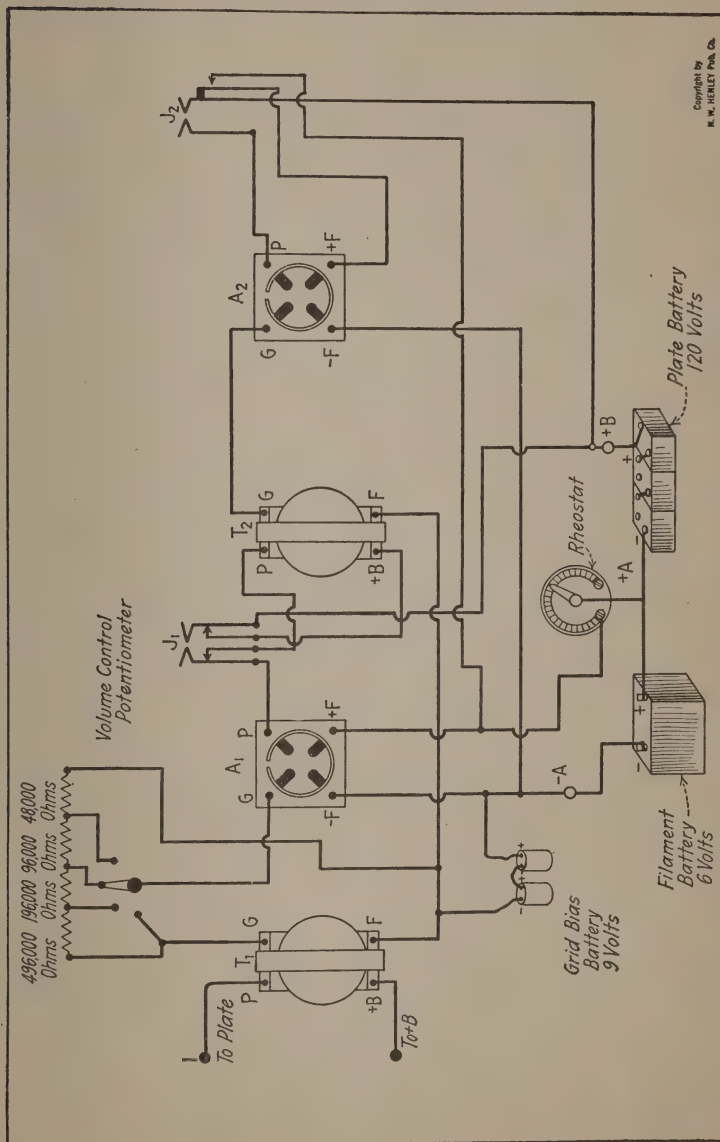 496,000 196,000 96,000 48,000
Ohms Ohms Ohms Ohms
Volume Control
Potentiometer
J1
J2
1
To Plate
P
G
T1
+B
F
To+B
G
P
A1
-F
+F
P
G
T2
+B
F
G
P
A2
-F
+F
Grid Bias
Battery
9 Volts
- + - +
-A
Filament
Battery
6 Volts
- +
+A
Rheostat
- +
+B
Plate Battery
120 Volts
Copyright by
N. W. HENLEY Pub. Co.